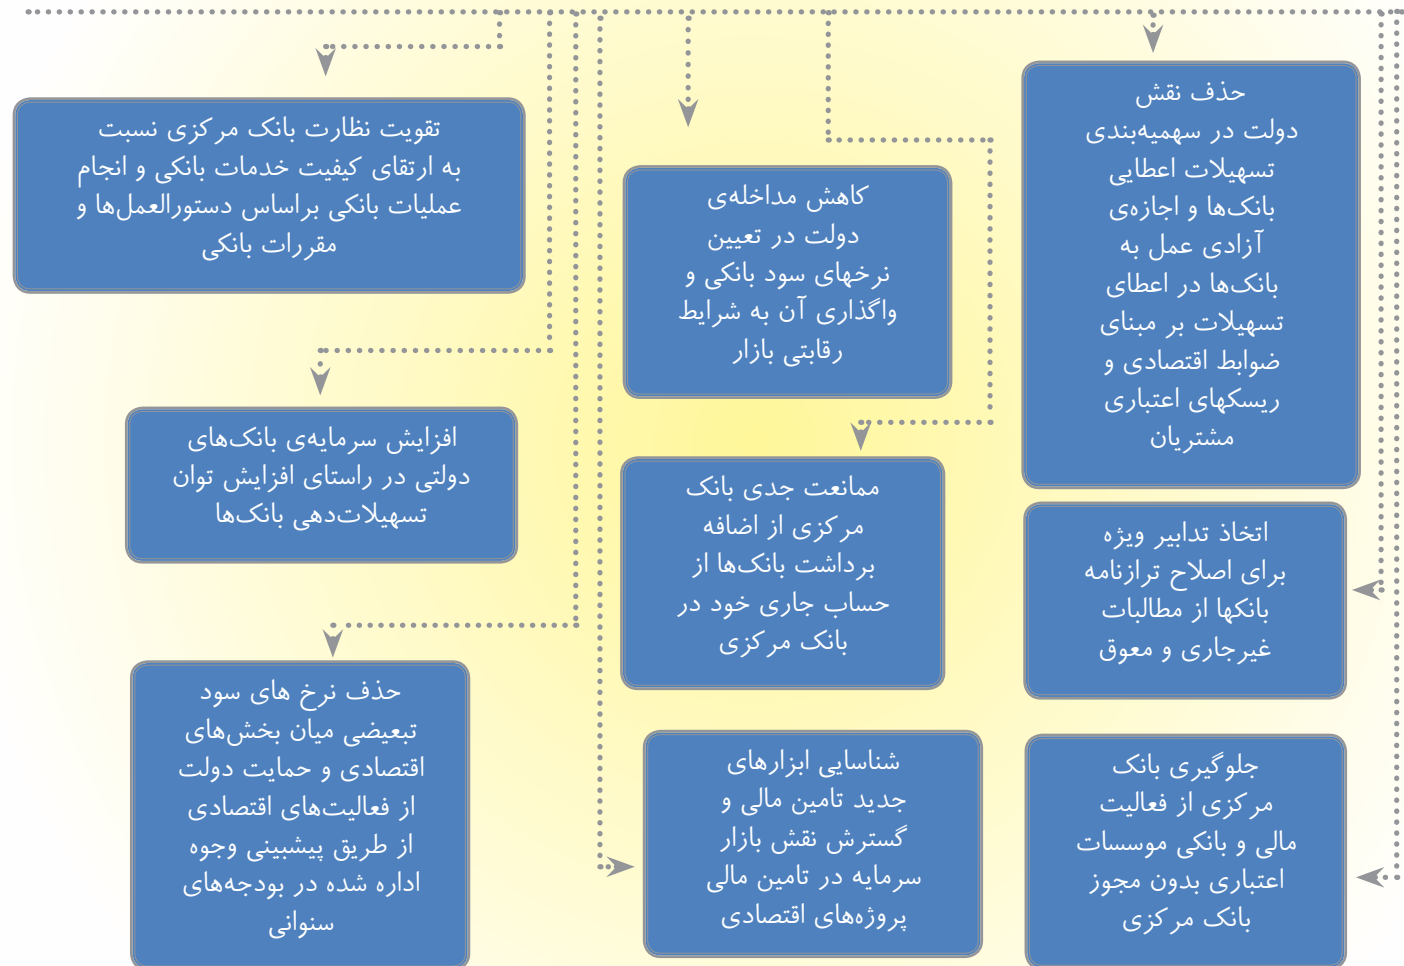 حذف نقش
دولت در سهمیه‌بندی
تسهیلات اعطایی
بانک‌ها و اجازه‌ی
آزادی عمل به
بانک‌ها در اعطای
تسهیلات بر مبنای
ضوابط اقتصادی و
ریسکهای اعتباری
مشتریان
اتخاذ تدابیر ویژه
برای اصلاح ترازنامه
بانکها از مطالبات
غیرجاری و معوق
جلوگیری بانک
مرکزی از فعالیت
مالی و بانکی موسسات
اعتباری بدون مجوز
بانک مرکزی
کاهش مداخله‌ی
دولت در تعیین
نرخهای سود بانکی و
واگذاری آن به شرایط
رقابتی بازار
ممانعت جدی بانک
مرکزی از اضافه
برداشت بانک‌ها از
حساب جاری خود در
بانک مرکزی
شناسایی ابزارهای
جدید تامین مالی و
گسترش نقش بازار
سرمایه در تامین مالی
پروژه‌های اقتصادی
تقویت نظارت بانک مرکزی نسبت
به ارتقای کیفیت خدمات بانکی و انجام
عملیات بانکی براساس دستورالعمل‌ها و
مقررات بانکی
افزایش سرمایه‌ی بانک‌های
دولتی در راستای افزایش توان
تسهیلات‌دهی بانک‌ها
حذف نرخ های سود
تبعیضی میان بخش‌های
اقتصادی و حمایت دولت
از فعالیت‌های اقتصادی
از طریق پیشبینی وجوه
اداره شده در بودجه‌های
سنواتی